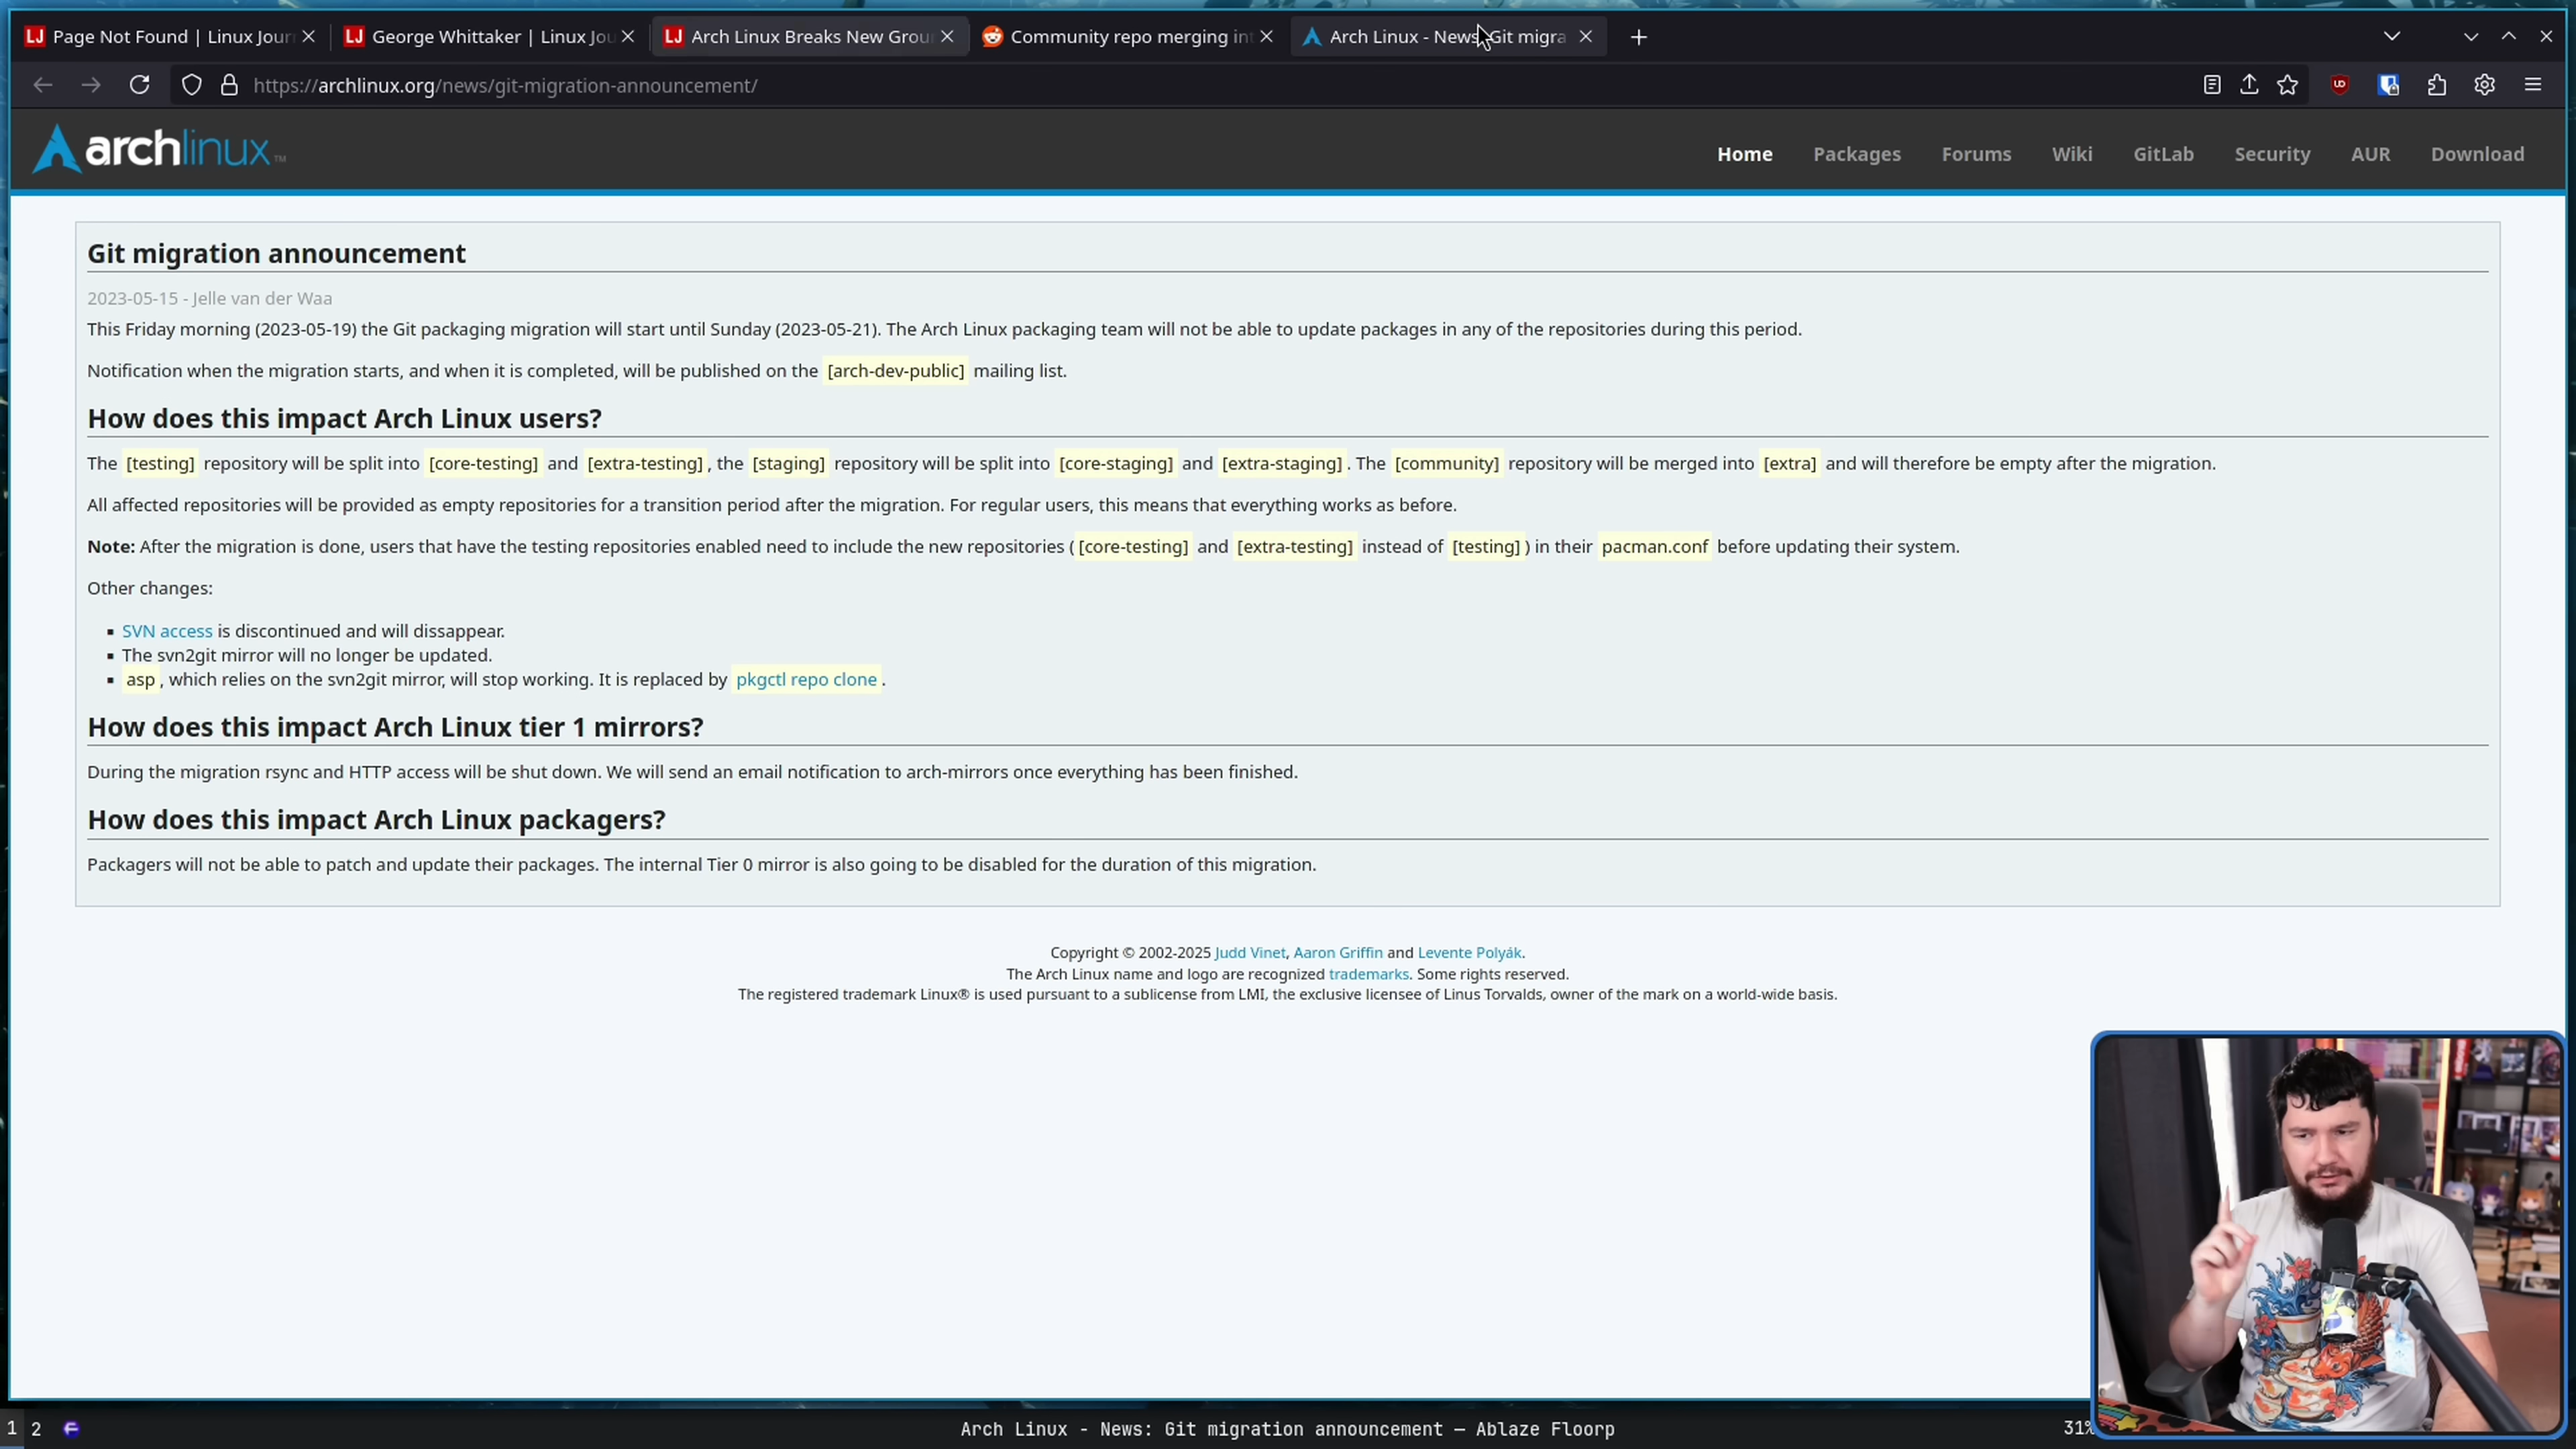 Page Not Found | Linux Jour
George Whittaker | Linux Jou
Arch Linux Breaks New Grou
Community repo merging in
Arch Linux - News: Git migra
https://archlinux.org/news/git-migration-announcement/
archlinux™
Home
Packages
Forums
Wiki
GitLab
Security
AUR
Download
Git migration announcement
2023-05-15 - Jelle van der Waa
This Friday morning (2023-05-19) the Git packaging migration will start until Sunday (2023-05-21). The Arch Linux packaging team will not be able to update packages in any of the repositories during this period.
Notification when the migration starts, and when it is completed, will be published on the [arch-dev-public] mailing list.
How does this impact Arch Linux users?
The [testing] repository will be split into [core-testing] and [extra-testing], the [staging] repository will be split into [core-staging] and [extra-staging]. The [community] repository will be merged into [extra] and will therefore be empty after the migration.
All affected repositories will be provided as empty repositories for a transition period after the migration. For regular users, this means that everything works as before.
Note: After the migration is done, users that have the testing repositories enabled need to include the new repositories ([core-testing] and [extra-testing] instead of [testing]) in their pacman.conf before updating their system.
Other changes:
▪ SVN access is discontinued and will dissappear.
▪ The svn2git mirror will no longer be updated.
▪ asp, which relies on the svn2git mirror, will stop working. It is replaced by pkgctl repo clone.
How does this impact Arch Linux tier 1 mirrors?
During the migration rsync and HTTP access will be shut down. We will send an email notification to arch-mirrors once everything has been finished.
How does this impact Arch Linux packagers?
Packagers will not be able to patch and update their packages. The internal Tier 0 mirror is also going to be disabled for the duration of this migration.
Copyright © 2002-2025 Judd Vinet, Aaron Griffin and Levente Polyák.
The Arch Linux name and logo are recognized trademarks. Some rights reserved.
The registered trademark Linux® is used pursuant to a sublicense from LMI, the exclusive licensee of Linus Torvalds, owner of the mark on a world-wide basis.
1 2
Arch Linux - News: Git migration announcement — Ablaze Floorp
31%